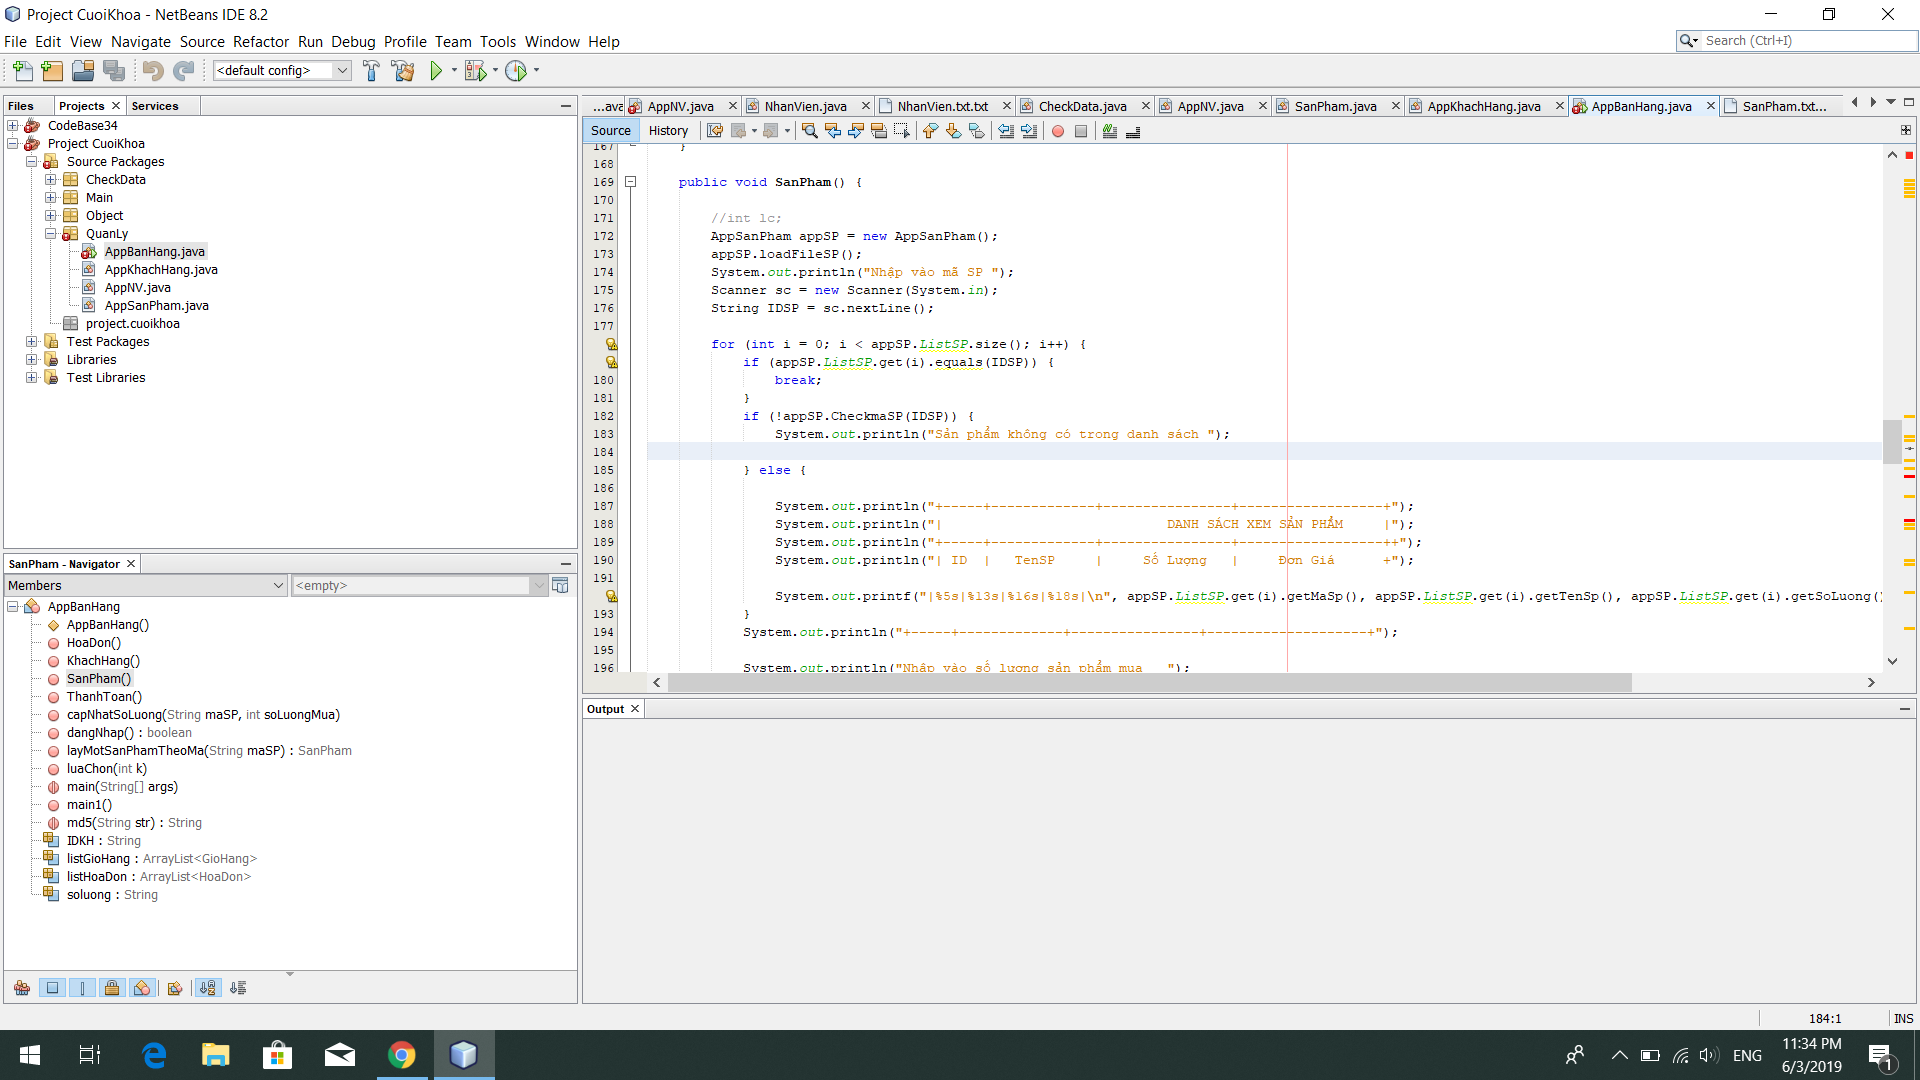 Project CuoiKhoa - NetBeans IDE 8.2
File Edit View Navigate Source Refactor Run Debug Profile Team Tools Window Help
Search (Ctrl+I)
<default config>
Files Projects Services
CodeBase34
Project CuoiKhoa
Source Packages
CheckData
Main
Object
QuanLy
AppBanHang.java
AppKhachHang.java
AppNV.java
AppSanPham.java
project.cuoikhoa
Test Packages
Libraries
Test Libraries
SanPham - Navigator
Members <empty>
AppBanHang
AppBanHang()
HoaDon()
KhachHang()
SanPham()
ThanhToan()
capNhatSoLuong(String maSP, int soLuongMua)
dangNhap() : boolean
layMotSanPhamTheoMa(String maSP) : SanPham
luaChon(int k)
main(String[] args)
main1()
md5(String str) : String
IDKH : String
listGioHang : ArrayList<GioHang>
listHoaDon : ArrayList<HoaDon>
soluong : String
...ava AppNV.java NhanVien.java NhanVien.txt.txt CheckData.java AppNV.java SanPham.java AppKhachHang.java AppBanHang.java SanPham.txt...
Source History
167 }
168
169 public void SanPham() {
170
171 //int lc;
172 AppSanPham appSP = new AppSanPham();
173 appSP.loadFileSP();
174 System.out.println("Nhập vào mã SP ");
175 Scanner sc = new Scanner(System.in);
176 String IDSP = sc.nextLine();
177
for (int i = 0; i < appSP.ListSP.size(); i++) {
if (appSP.ListSP.get(i).equals(IDSP)) {
180 break;
181 }
182 if (!appSP.CheckmaSP(IDSP)) {
183 System.out.println("Sản phẩm không có trong danh sách ");
184
185 } else {
186
187 System.out.println("+-----+-------------+----------------+------------------+");
188 System.out.println("| DANH SÁCH XEM SẢN PHẨM |");
189 System.out.println("+-----+-------------+----------------+------------------++");
190 System.out.println("| ID | TenSP | Số Lượng | Đơn Giá +");
191
System.out.printf("|%5s|%13s|%16s|%18s|\n", appSP.ListSP.get(i).getMaSp(), appSP.ListSP.get(i).getTenSp(), appSP.ListSP.get(i).getSoLuong()
193 }
194 System.out.println("+-----+-------------+----------------+--------------------+");
195
196 System.out.println("Nhập vào số lượng sản phẩm mua ");
Output
184:1 INS
ENG
11:34 PM
6/3/2019
1